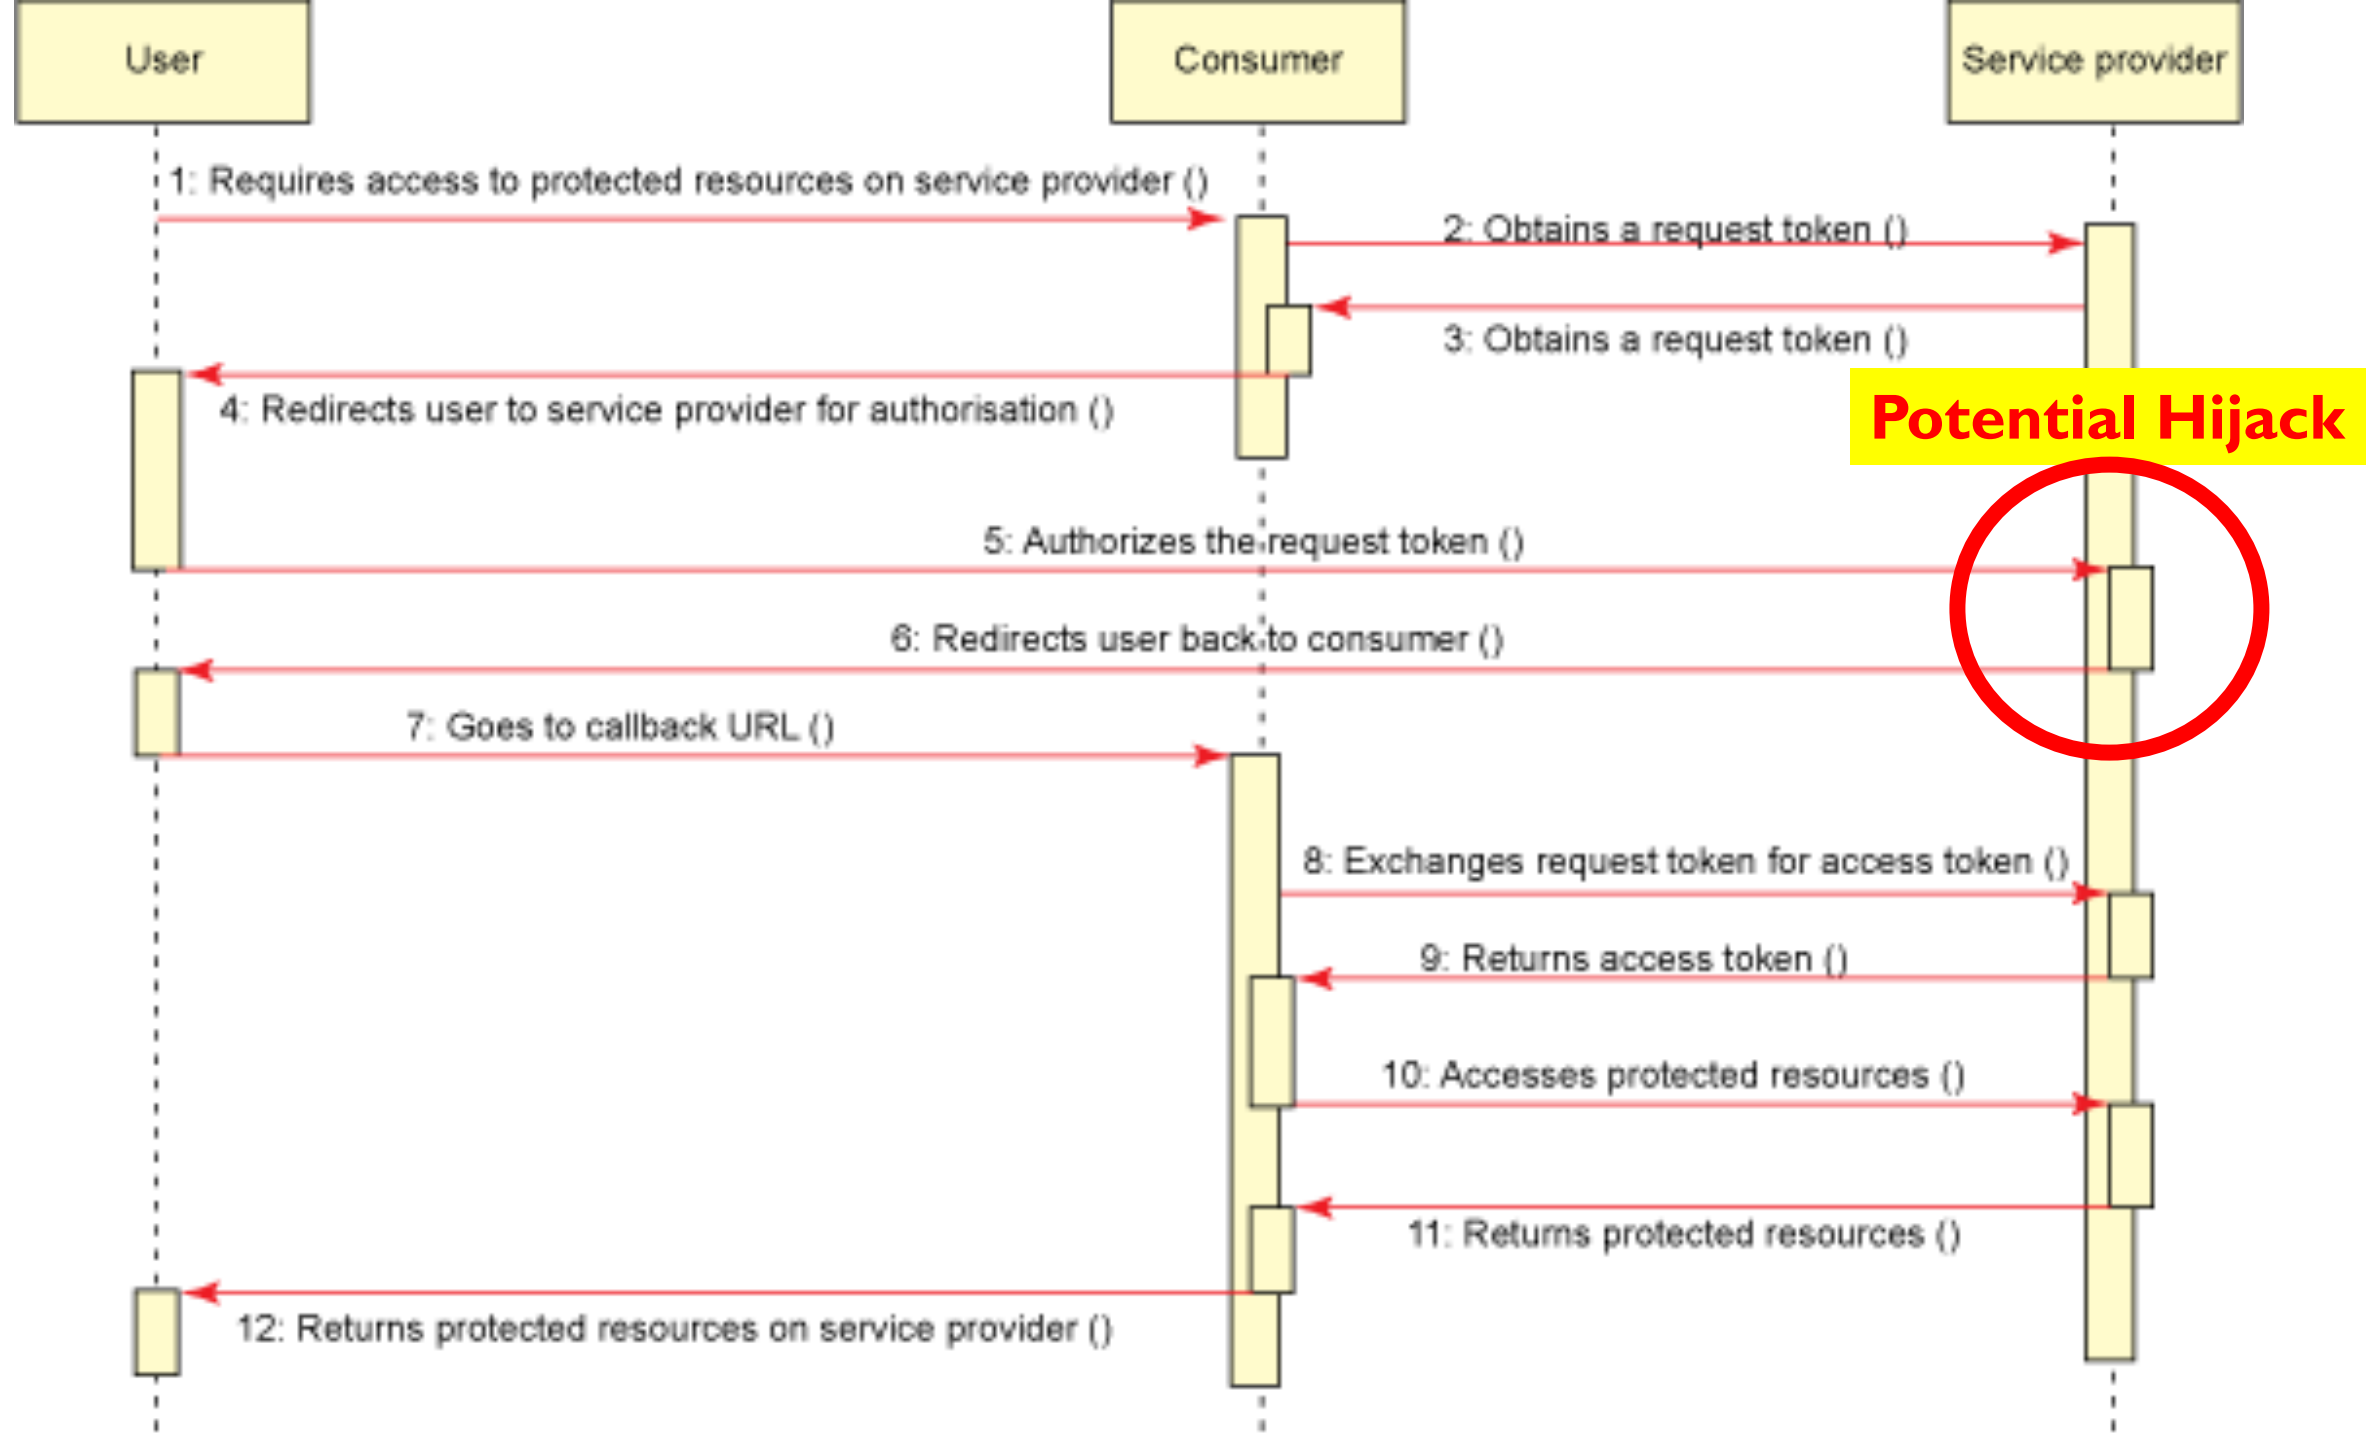 User
Consumer
Service provider
1: Requires access to protected resources on service provider ()
2: Obtains a request token ()
3: Obtains a request token ()
4: Redirects user to service provider for authorisation ()
Potential Hijack
5: Authorizes the request token ()
6: Redirects user back to consumer ()
7: Goes to callback URL ()
8: Exchanges request token for access token ()
9: Returns access token ()
10: Accesses protected resources ()
11: Returns protected resources ()
12: Returns protected resources on service provider ()